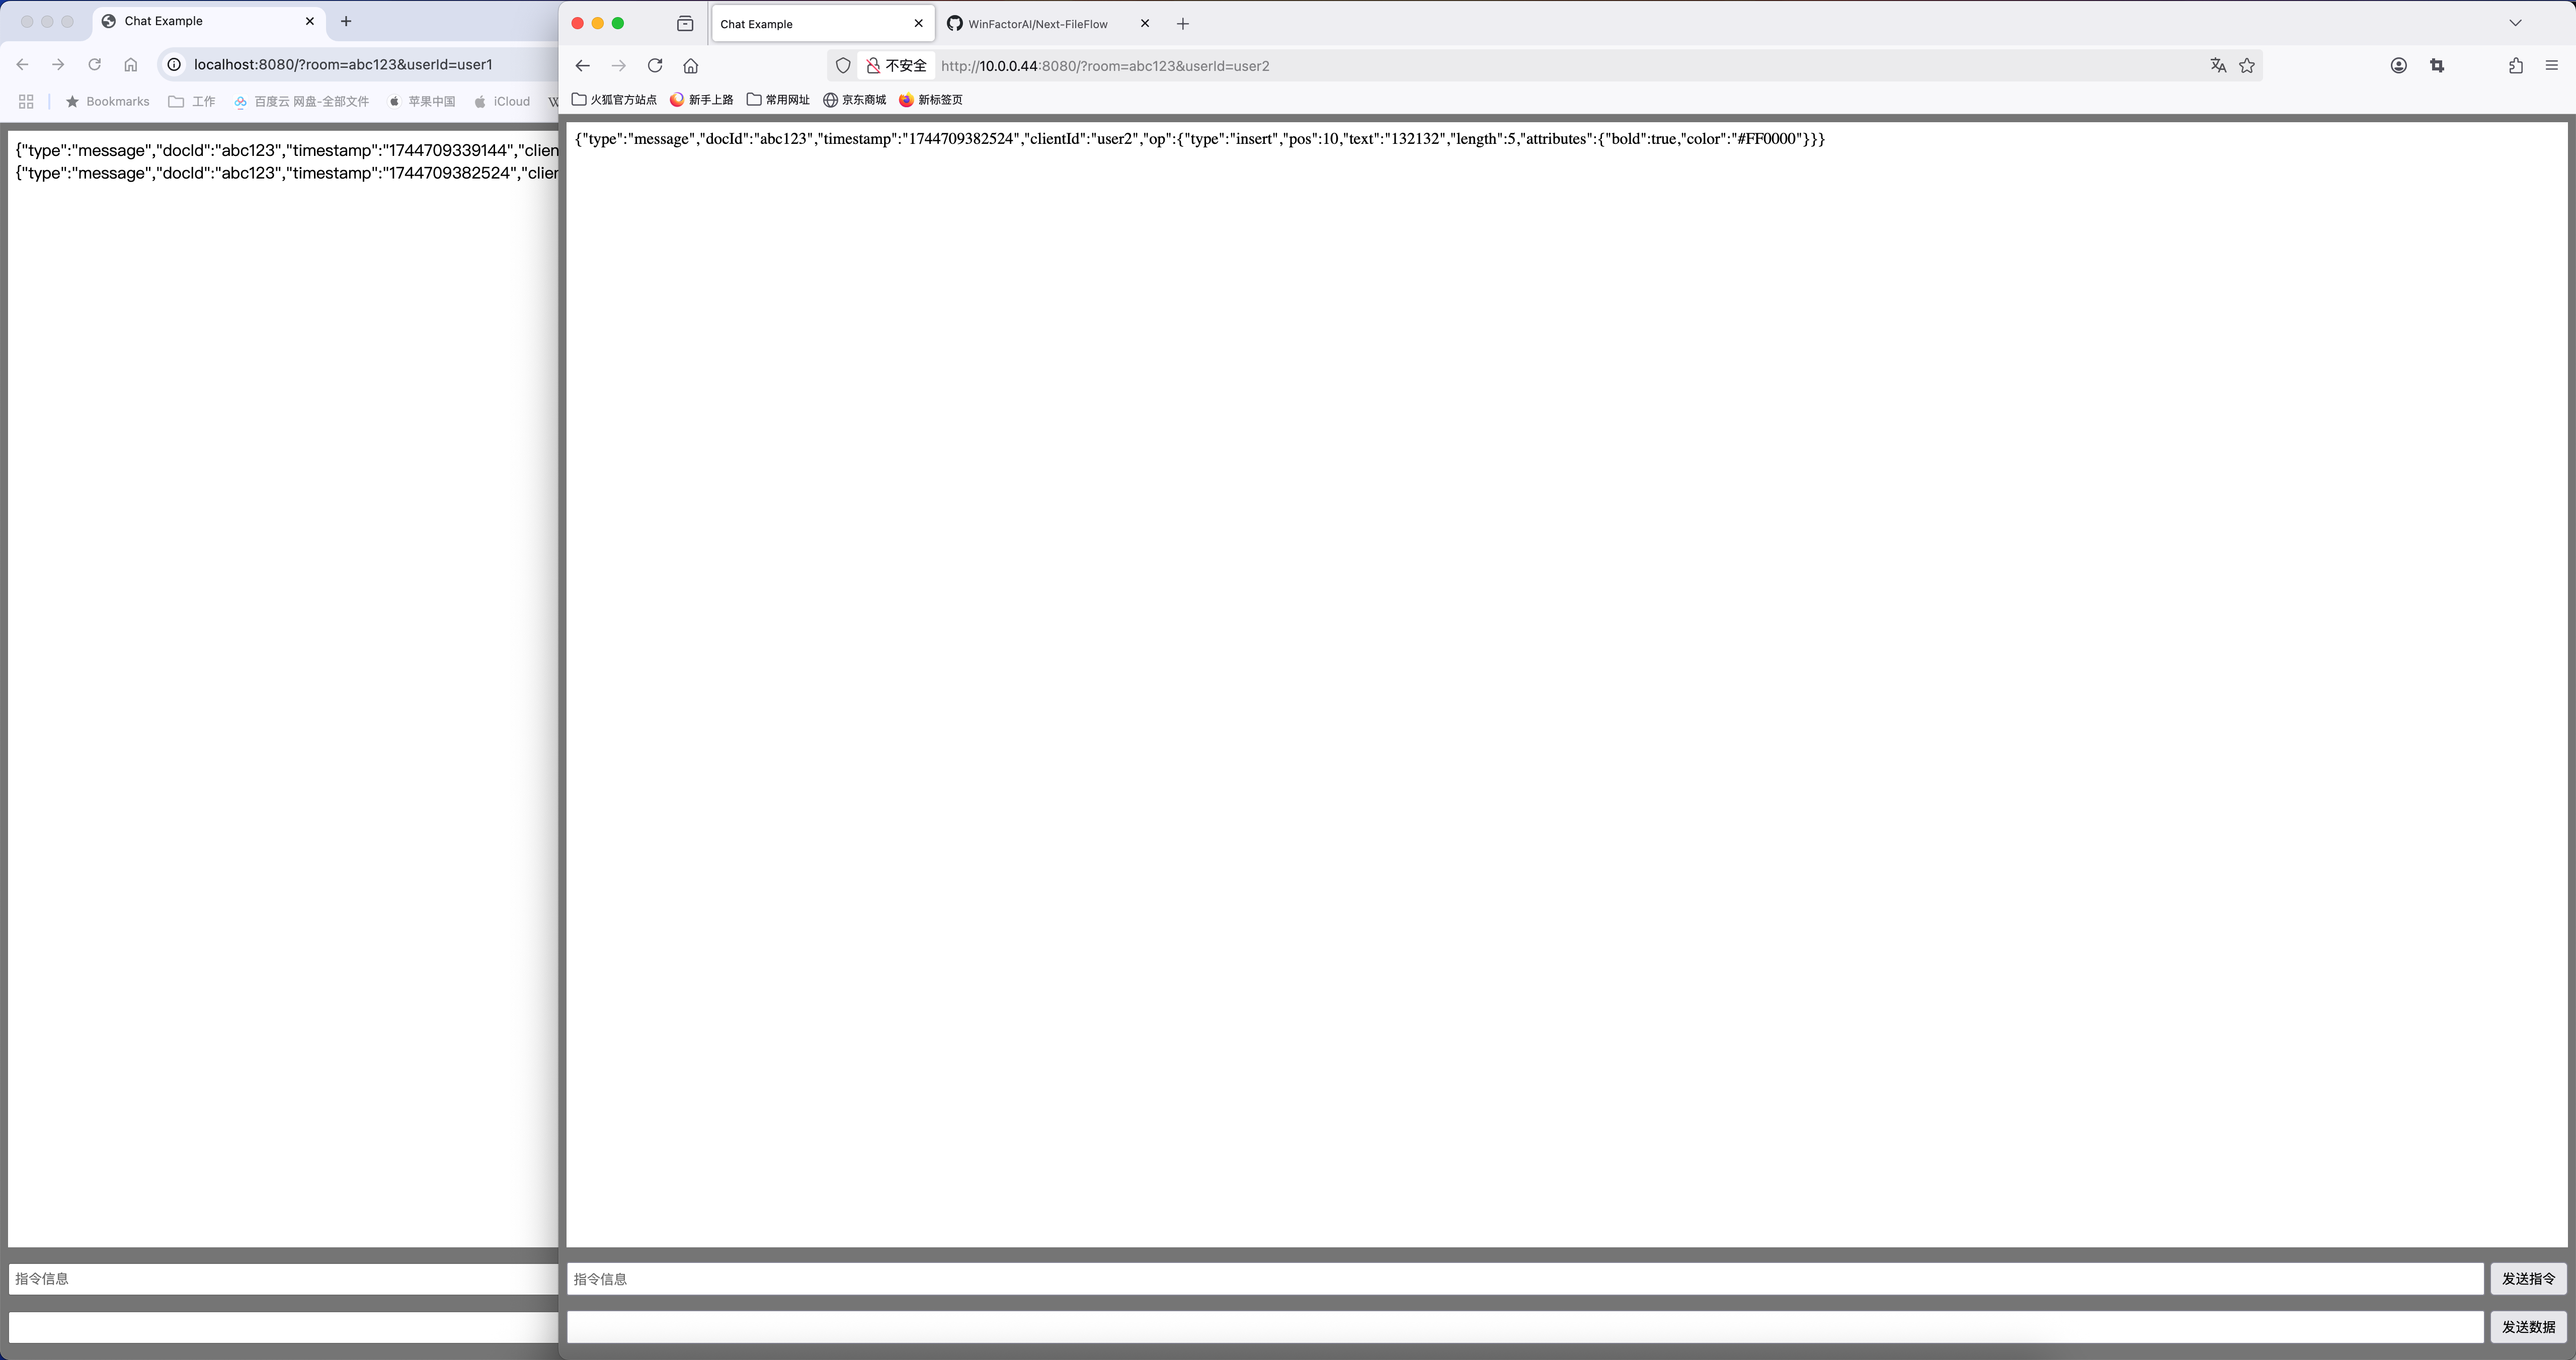 Chat Example
localhost:8080/?room=abc123&userId=user1
Bookmarks 工作 百度云 网盘-全部文件 苹果中国 iCloud
{"type":"message","docId":"abc123","timestamp":"1744709339144","clien
{"type":"message","docId":"abc123","timestamp":"1744709382524","clier
指令信息
Chat Example WinFactorAI/Next-FileFlow
不安全 http://10.0.0.44:8080/?room=abc123&userId=user2
火狐官方站点 新手上路 常用网址 京东商城 新标签页
{"type":"message","docId":"abc123","timestamp":"1744709382524","clientId":"user2","op":{"type":"insert","pos":10,"text":"132132","length":5,"attributes":{"bold":true,"color":"#FF0000"}}}
指令信息 发送指令
发送数据